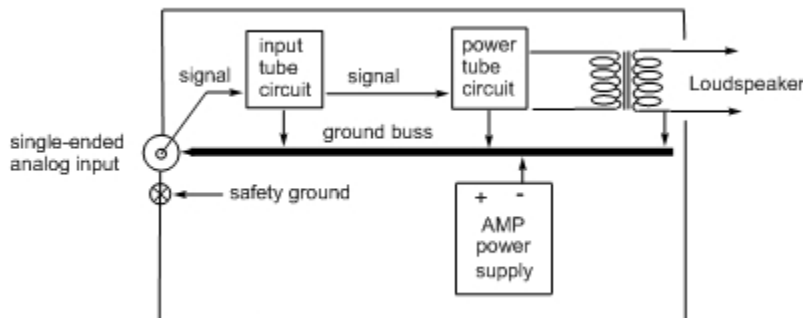 input
tube
circuit
power
tube
circuit
signal
signal
Loudspeaker
ground buss
single-ended
analog input
safety ground
+ -
AMP
power
supply